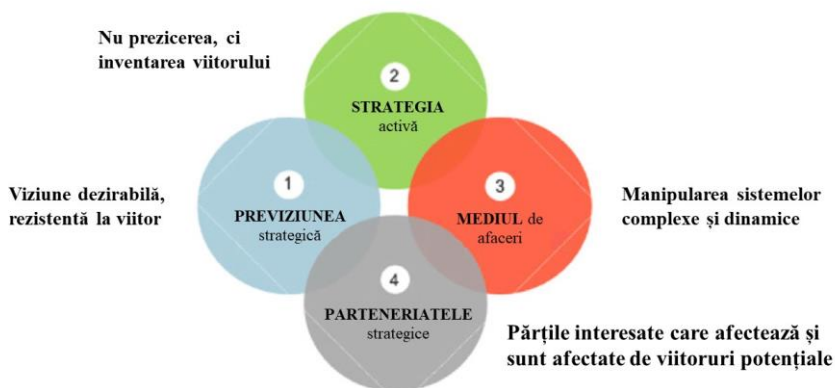 Nu prezicerea, ci
inventarea viitorului
2
STRATEGIA
activă
Viziune dezirabilă,
rezistentă la viitor
1
PREVIZIUNEA
strategică
3
MEDIUL de
afaceri
Manipularea sistemelor
complexe și dinamice
4
PARTENERIATELE
strategice
Părțile interesate care afectează și
sunt afectate de viitoruri potențiale